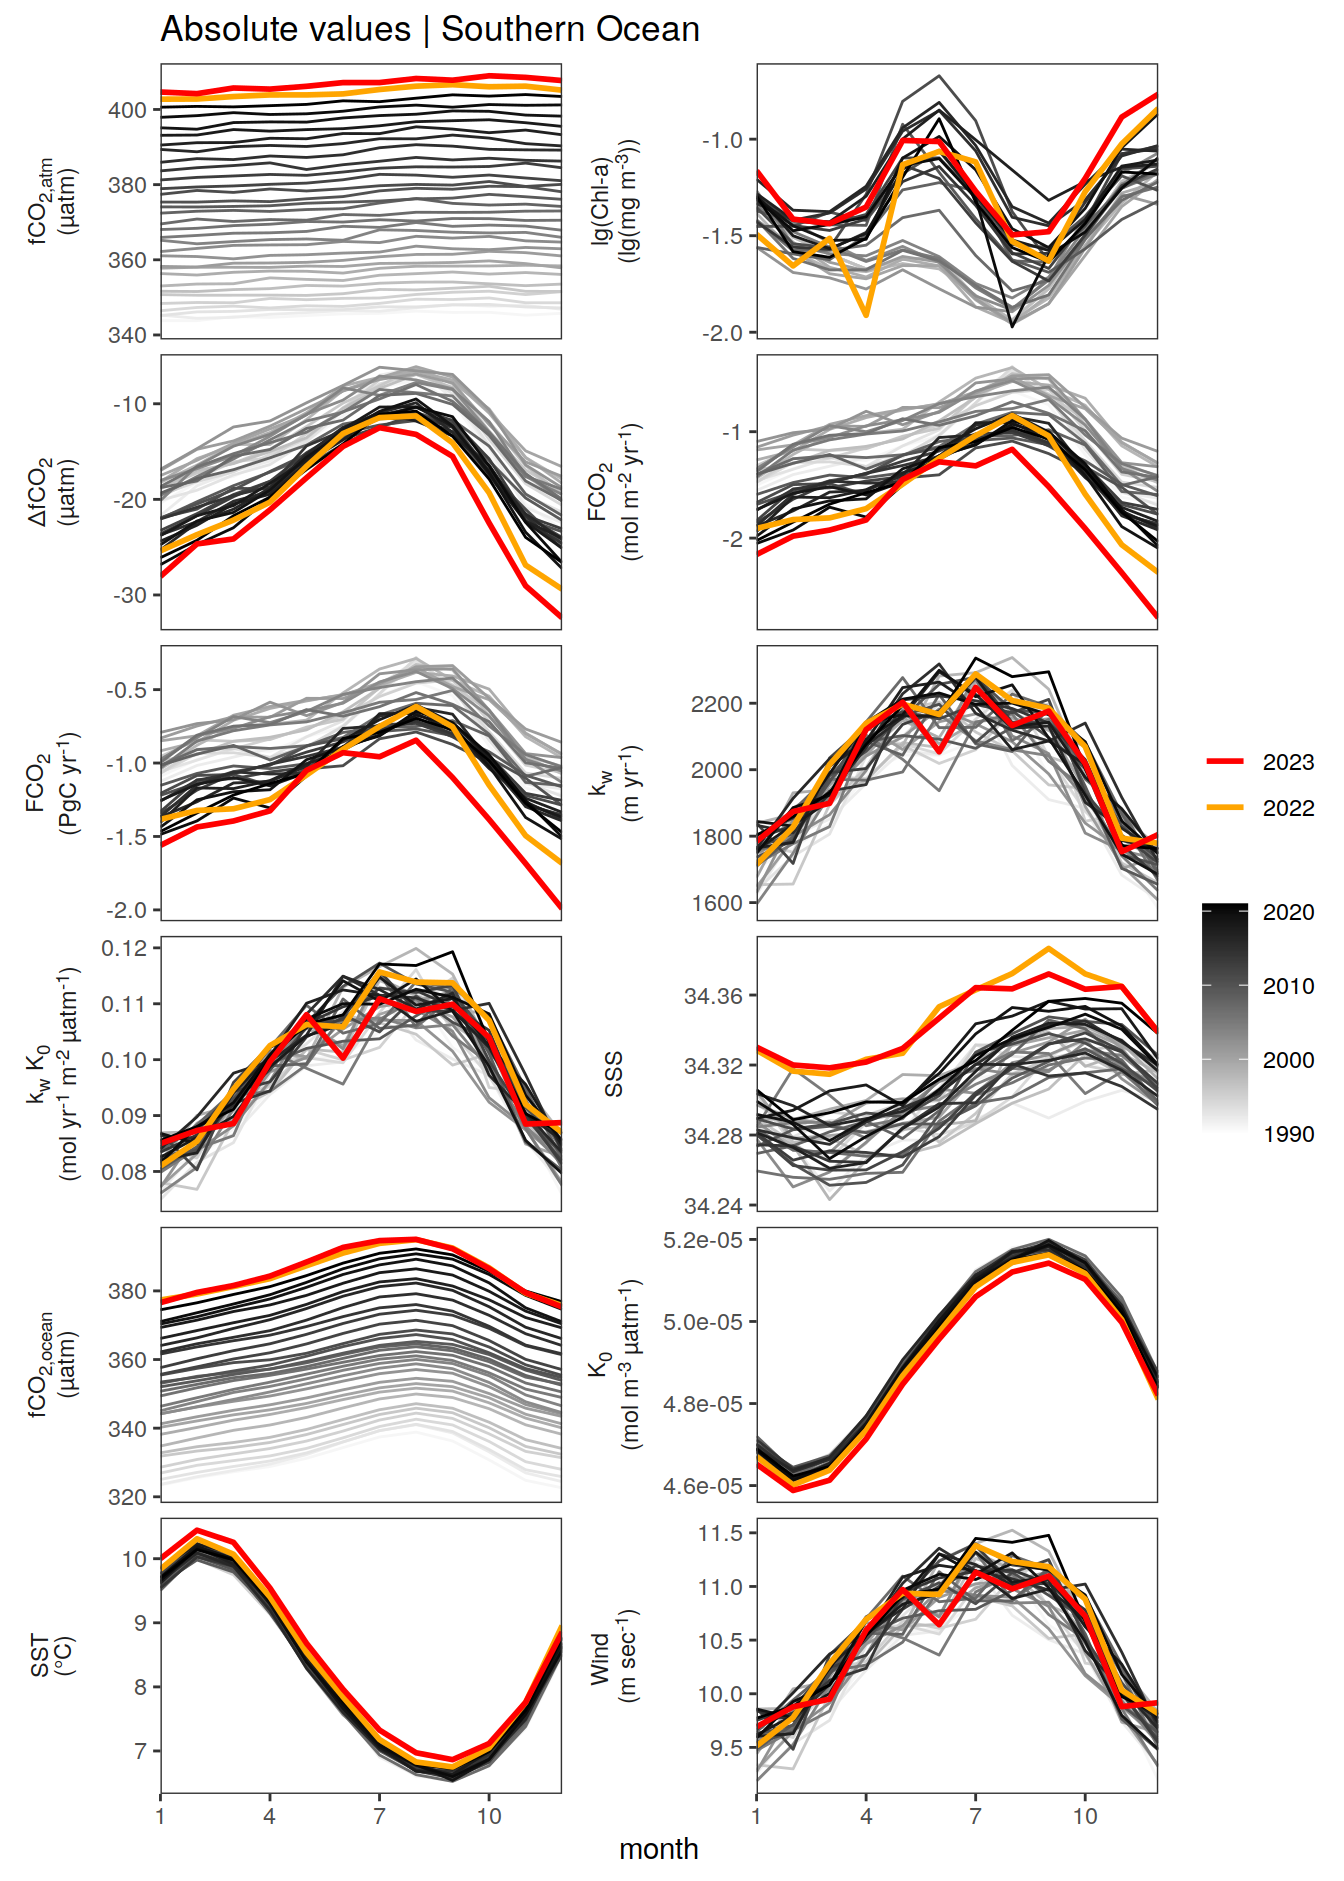 Absolute values | Southern Ocean
fCO2,atm
(µatm)
400
380
360
340
lg(Chl-a)
(lg(mg m-3))
-1.0
-1.5
-2.0
ΔfCO2
(µatm)
-10
-20
-30
FCO2
(mol m-2 yr-1)
-1
-2
FCO2
(PgC yr-1)
-0.5
-1.0
-1.5
-2.0
kw
(m yr-1)
2200
2000
1800
1600
kw K0
(mol yr-1 m-2 µatm-1)
0.12
0.11
0.10
0.09
0.08
SSS
34.36
34.32
34.28
34.24
fCO2,ocean
(µatm)
380
360
340
320
K0
(mol m-3 µatm-1)
5.2e-05
5.0e-05
4.8e-05
4.6e-05
SST
(°C)
10
9
8
7
Wind
(m sec-1)
11.5
11.0
10.5
10.0
9.5
1 4 7 10
1 4 7 10
month
2023
2022
2020
2010
2000
1990